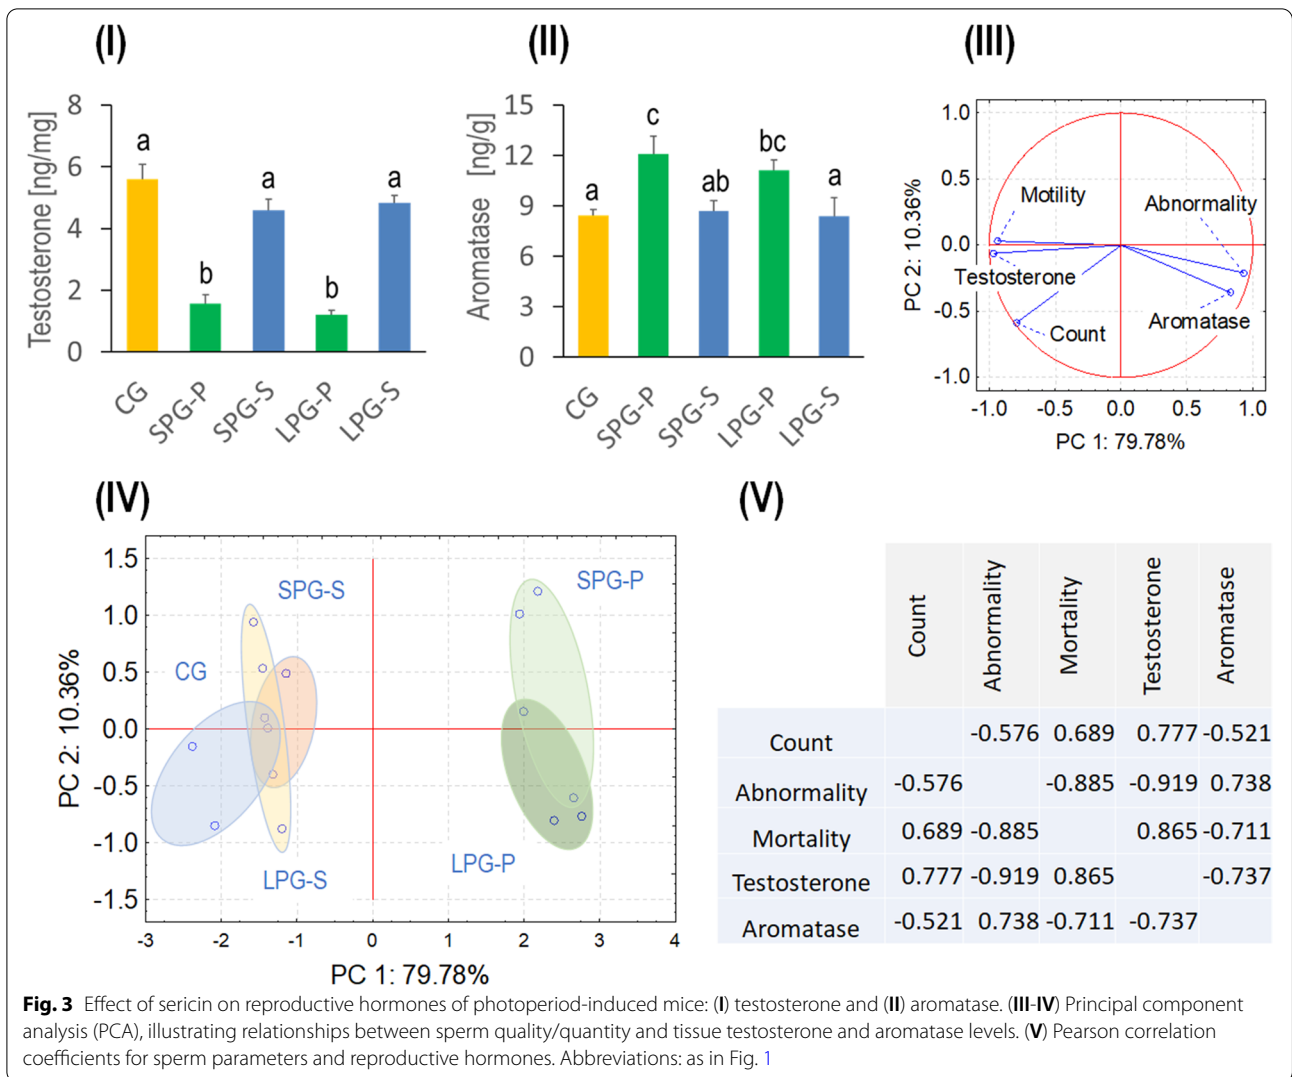 (I)
Testosterone [ng/mg]
8
6
4
2
0
a
b
a
b
a
CG
SPG-P
SPG-S
LPG-P
LPG-S
(II)
Aromatase [ng/g]
15
12
9
6
3
0
a
c
ab
bc
a
CG
SPG-P
SPG-S
LPG-P
LPG-S
(III)
PC 2: 10.36%
1.0
0.5
0.0
-0.5
-1.0
Motility
Abnormality
Testosterone
Aromatase
Count
-1.0 -0.5 0.0 0.5 1.0
PC 1: 79.78%
(IV)
PC 2: 10.36%
1.5
1.0
0.5
0.0
-0.5
-1.0
-1.5
SPG-S
SPG-P
CG
LPG-P
LPG-S
-3 -2 -1 0 1 2 3 4
PC 1: 79.78%
(V)
Count Abnormality Mortality Testosterone Aromatase
Count -0.576 0.689 0.777 -0.521
Abnormality -0.576 -0.885 -0.919 0.738
Mortality 0.689 -0.885 0.865 -0.711
Testosterone 0.777 -0.919 0.865 -0.737
Aromatase -0.521 0.738 -0.711 -0.737
Fig. 3 Effect of sericin on reproductive hormones of photoperiod-induced mice: (I) testosterone and (II) aromatase. (III-IV) Principal component
analysis (PCA), illustrating relationships between sperm quality/quantity and tissue testosterone and aromatase levels. (V) Pearson correlation
coefficients for sperm parameters and reproductive hormones. Abbreviations: as in Fig. 1